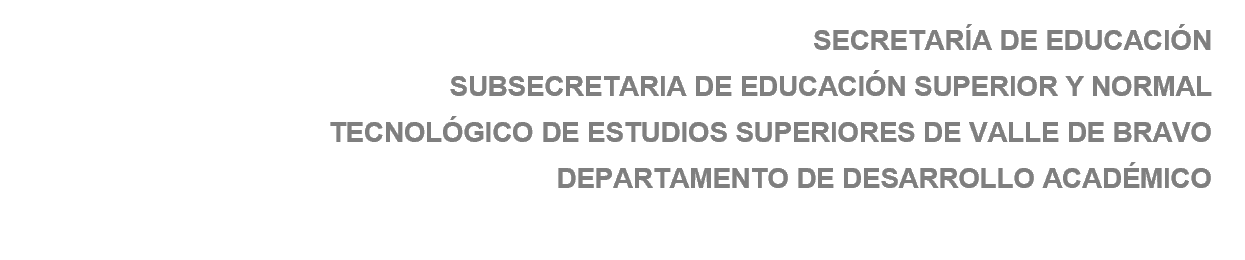 SECRETARÍA DE EDUCACIÓN
SUBSECRETARIA DE EDUCACIÓN SUPERIOR Y NORMAL
TECNOLÓGICO DE ESTUDIOS SUPERIORES DE VALLE DE BRAVO
DEPARTAMENTO DE DESARROLLO ACADÉMICO